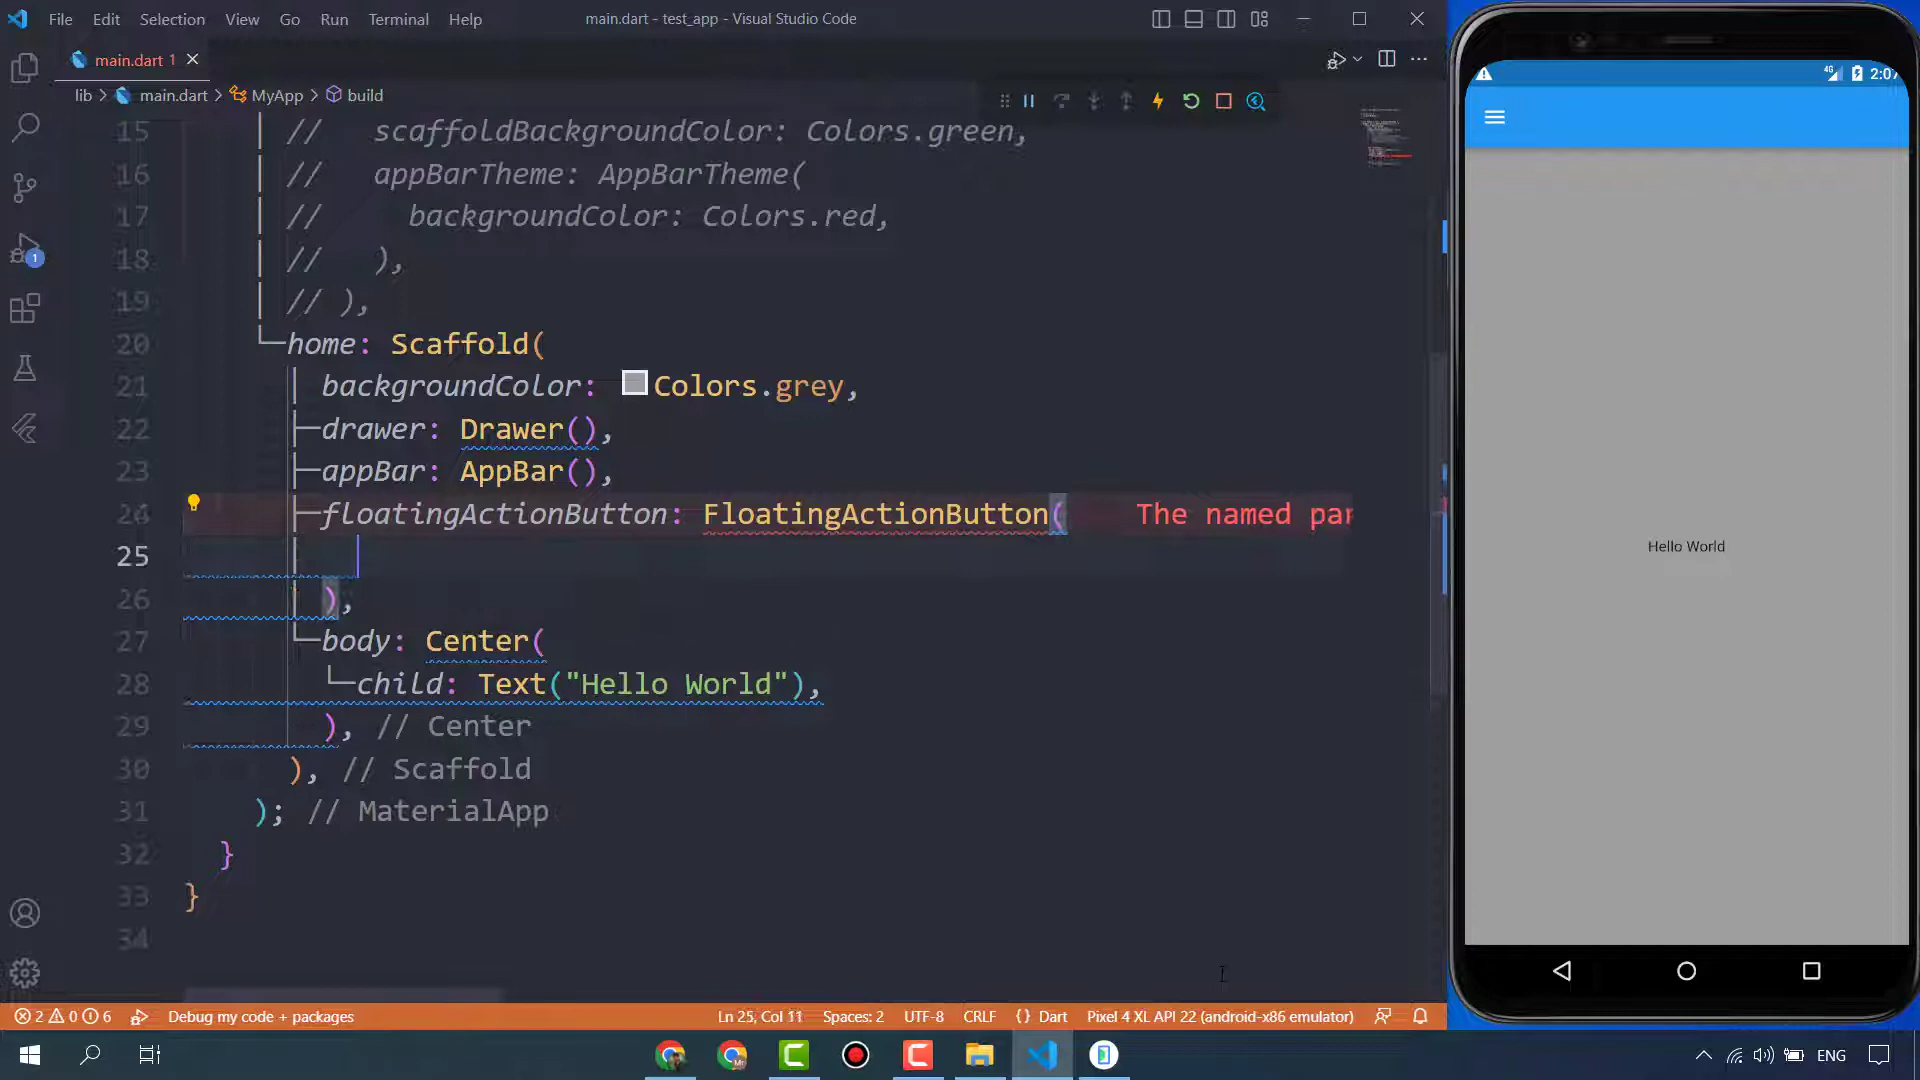 File Edit Selection View Go Run Terminal Help
main.dart - test_app - Visual Studio Code
main.dart 1
lib > main.dart > MyApp > build
15 // scaffoldBackgroundColor: Colors.green,
16 // appBarTheme: AppBarTheme(
17 // backgroundColor: Colors.red,
18 // ),
19 // ),
20 home: Scaffold(
21 backgroundColor: Colors.grey,
22 drawer: Drawer(),
23 appBar: AppBar(),
24 floatingActionButton: FloatingActionButton( The named par
25
26 ),
27 body: Center(
28 child: Text("Hello World"),
29 ), // Center
30 ), // Scaffold
31 ); // MaterialApp
32 }
33 }
34
1
4G 2:07
Hello World
2 0 6 Debug my code + packages Ln 25, Col 11 Spaces: 2 UTF-8 CRLF {} Dart Pixel 4 XL API 22 (android-x86 emulator)
ENG